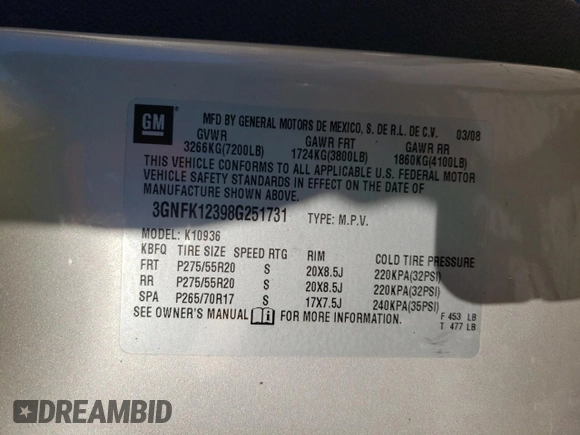 GM
MFD BY GENERAL MOTORS DE MEXICO, S. DE R.L. DE C.V. 03/08
GVWR GAWR FRT GAWR RR
3266KG(7200LB) 1724KG(3800LB) 1860KG(4100LB)
THIS VEHICLE CONFORMS TO ALL APPLICABLE U.S. FEDERAL MOTOR
VEHICLE SAFETY STANDARDS IN EFFECT ON THE DATE OF
MANUFACTURE SHOWN ABOVE.
3GNFK12398G251731 TYPE: M.P.V.
MODEL: K10936
KBFQ TIRE SIZE SPEED RTG RIM COLD TIRE PRESSURE
FRT P275/55R20 S 20X8.5J 220KPA(32PSI)
RR P275/55R20 S 20X8.5J 220KPA(32PSI)
SPA P265/70R17 S 17X7.5J 240KPA(35PSI)
SEE OWNER'S MANUAL FOR MORE INFORMATION.
F 453 LB
T 477 LB
DREAMBID